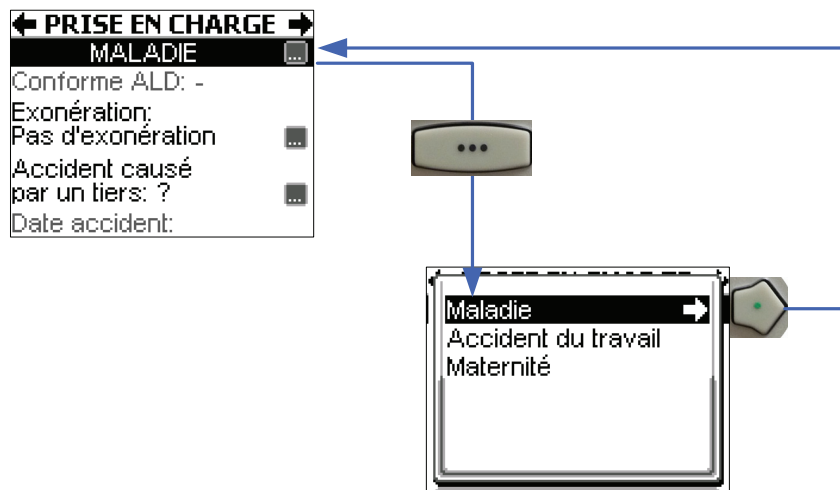 PRISE EN CHARGE
MALADIE
Conforme ALD: -
Exonération:
Pas d'exonération
Accident causé
par un tiers: ?
Date accident:
Maladie
Accident du travail
Maternité